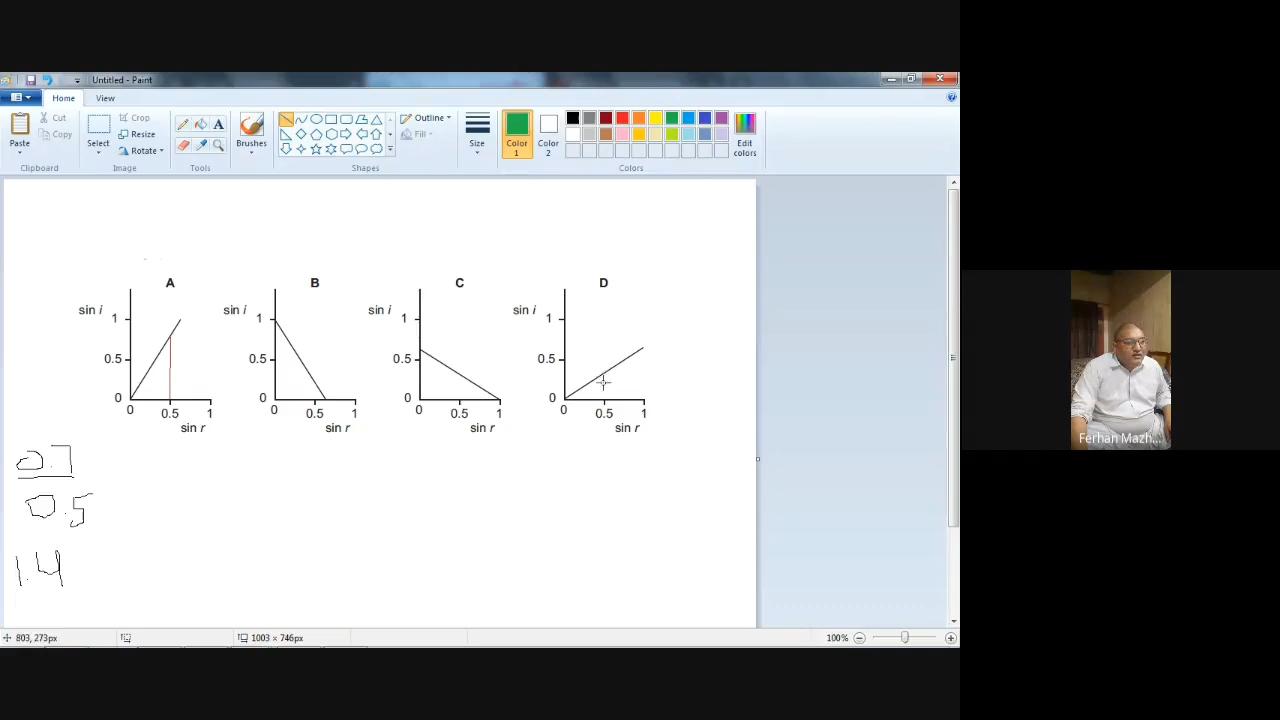 Untitled - Paint
Home View
Paste
Cut
Copy
Clipboard
Select
Crop
Resize
Rotate
Image
A
Tools
Brushes
Outline
Fill
Shapes
Size
Color 1
Color 2
Edit colors
Colors
A B C D
sin i 1 0.5 0 0 0.5 1 sin r
sin i 1 0.5 0 0 0.5 1 sin r
sin i 1 0.5 0 0 0.5 1 sin r
sin i 1 0.5 0 0 0.5 1 sin r
0.7
0.5
1.4
803, 273px
1003 × 746px
100%
Ferhan Mazh...